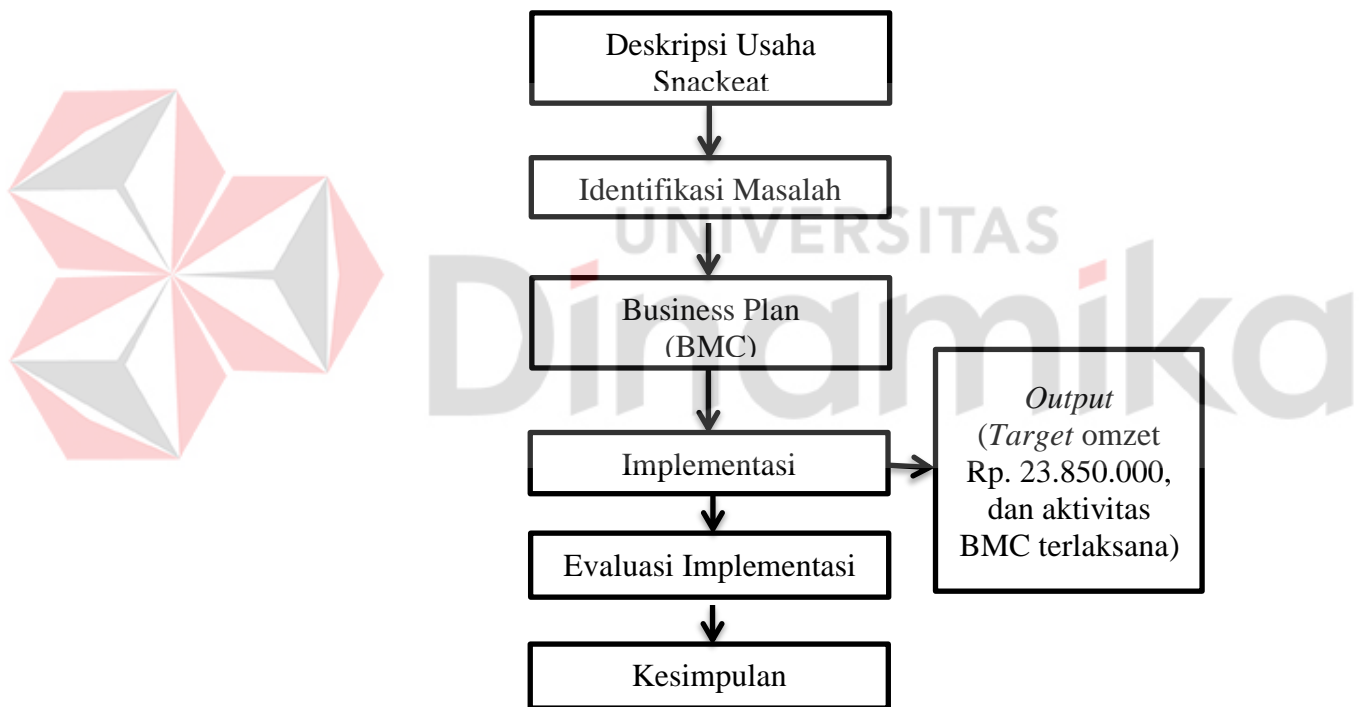 Deskripsi Usaha
Snackeat
Identifikasi Masalah
UNIVERSITAS
Dinamika
Business Plan
(BMC)
Implementasi
Output
(Target omzet
Rp. 23.850.000,
dan aktivitas
BMC terlaksana)
Evaluasi Implementasi
Kesimpulan